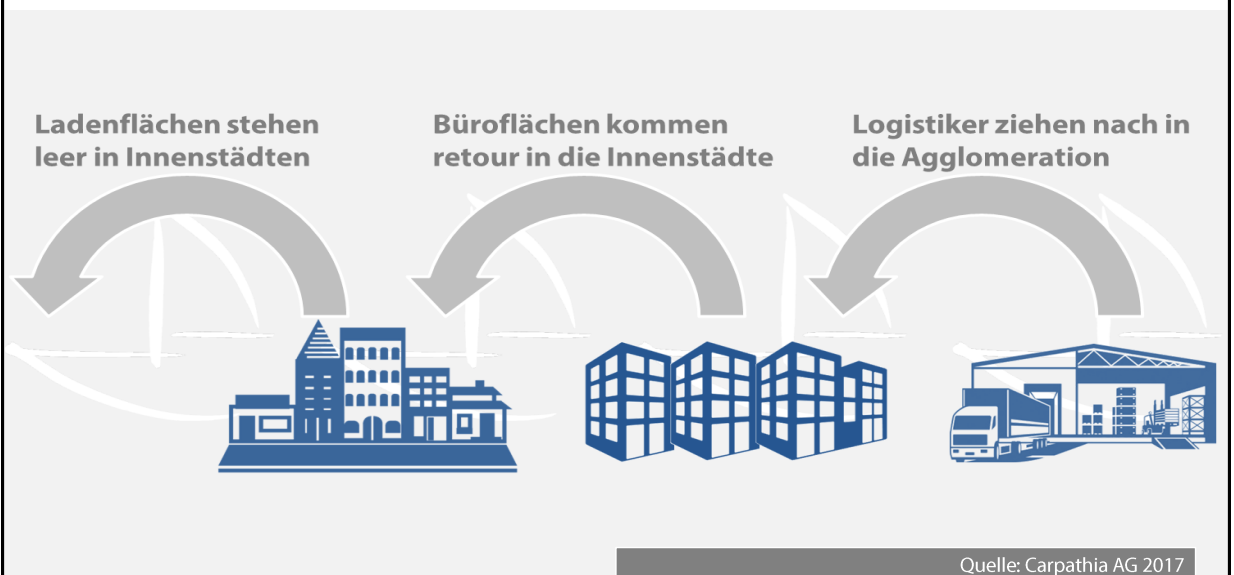 Ladenflächen stehen
leer in Innenstädten
Büroflächen kommen
retour in die Innenstädte
Logistiker ziehen nach in
die Agglomeration
Quelle: Carpathia AG 2017